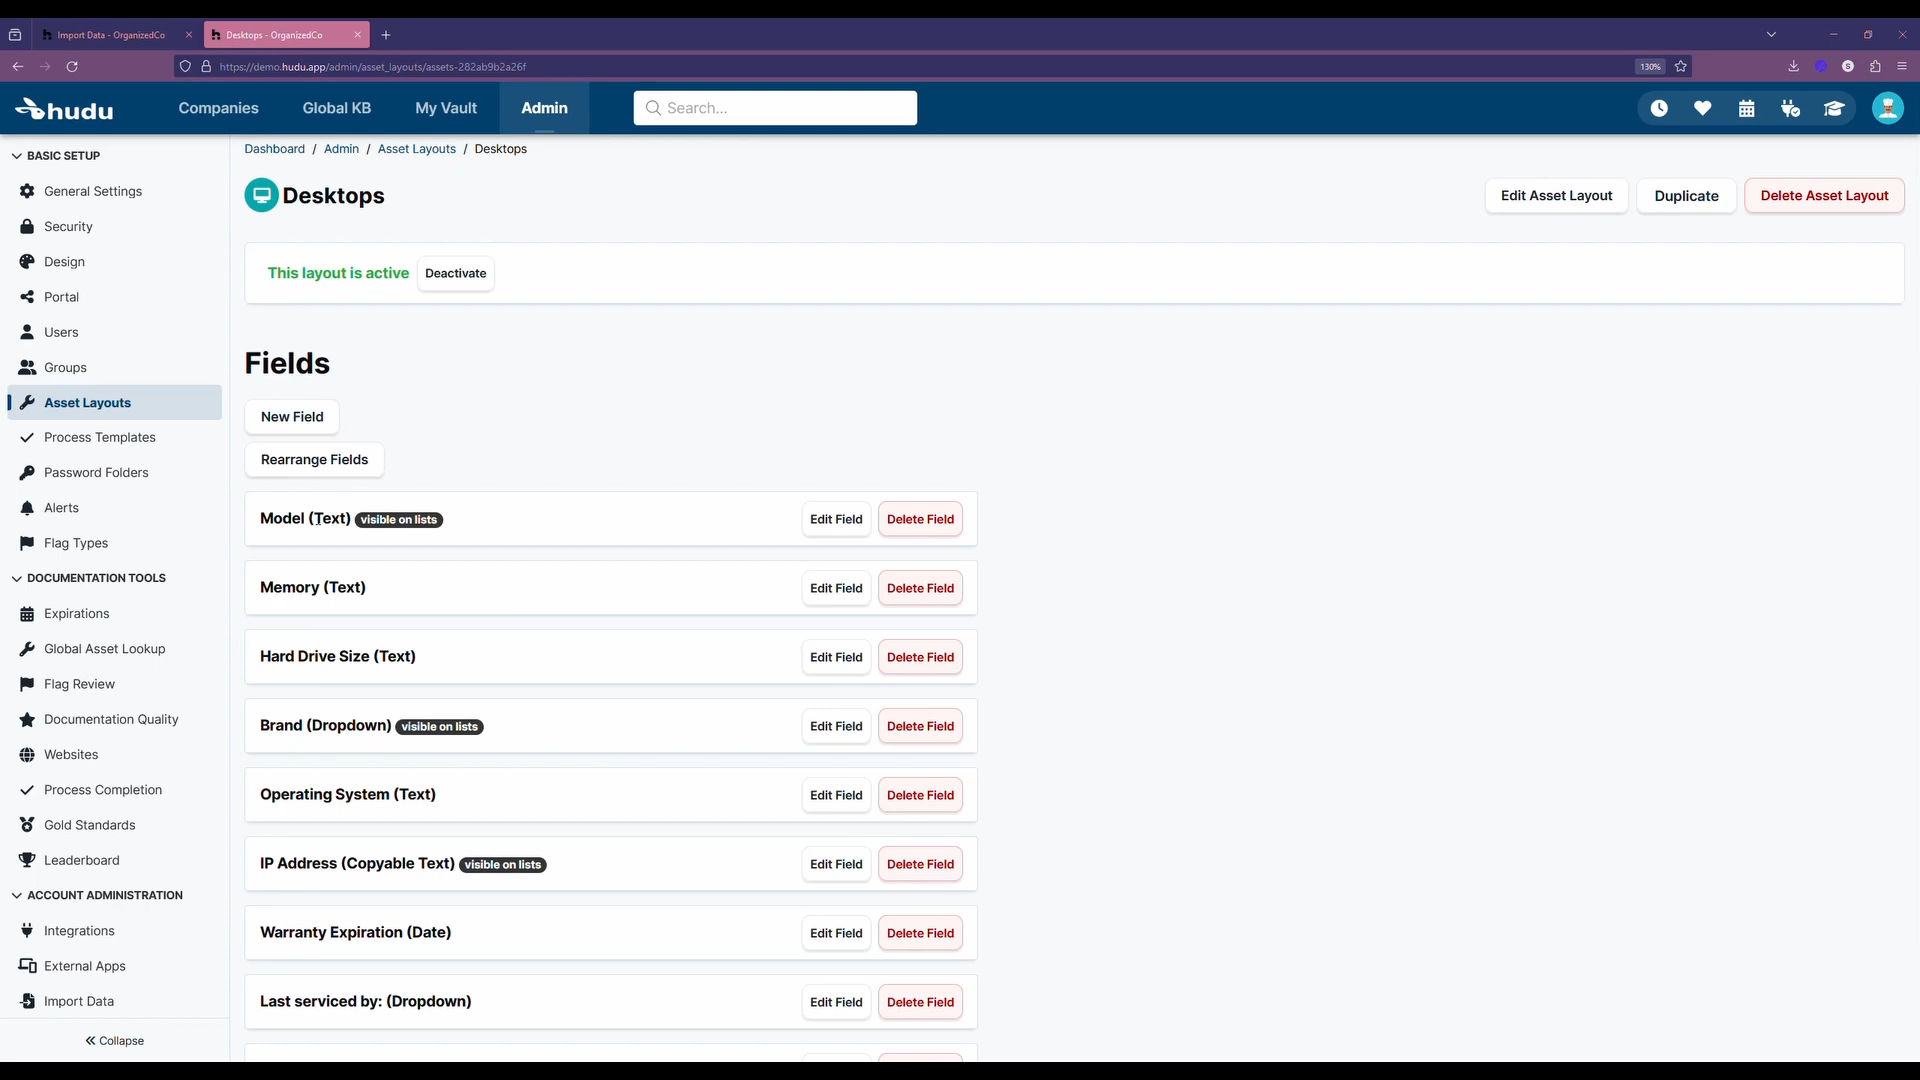 Import Data - OrganizedCo
Desktops - OrganizedCo
https://demo.hudu.app/admin/asset_layouts/assets-282ab9b2a26f
130%
S
hudu
Companies
Global KB
My Vault
Admin
Search...
BASIC SETUP
General Settings
Security
Design
Portal
Users
Groups
Asset Layouts
Process Templates
Password Folders
Alerts
Flag Types
DOCUMENTATION TOOLS
Expirations
Global Asset Lookup
Flag Review
Documentation Quality
Websites
Process Completion
Gold Standards
Leaderboard
ACCOUNT ADMINISTRATION
Integrations
External Apps
Import Data
Collapse
Dashboard / Admin / Asset Layouts / Desktops
Desktops
Edit Asset Layout
Duplicate
Delete Asset Layout
This layout is active
Deactivate
Fields
New Field
Rearrange Fields
Model (Text) visible on lists Edit Field Delete Field
Memory (Text) Edit Field Delete Field
Hard Drive Size (Text) Edit Field Delete Field
Brand (Dropdown) visible on lists Edit Field Delete Field
Operating System (Text) Edit Field Delete Field
IP Address (Copyable Text) visible on lists Edit Field Delete Field
Warranty Expiration (Date) Edit Field Delete Field
Last serviced by: (Dropdown) Edit Field Delete Field